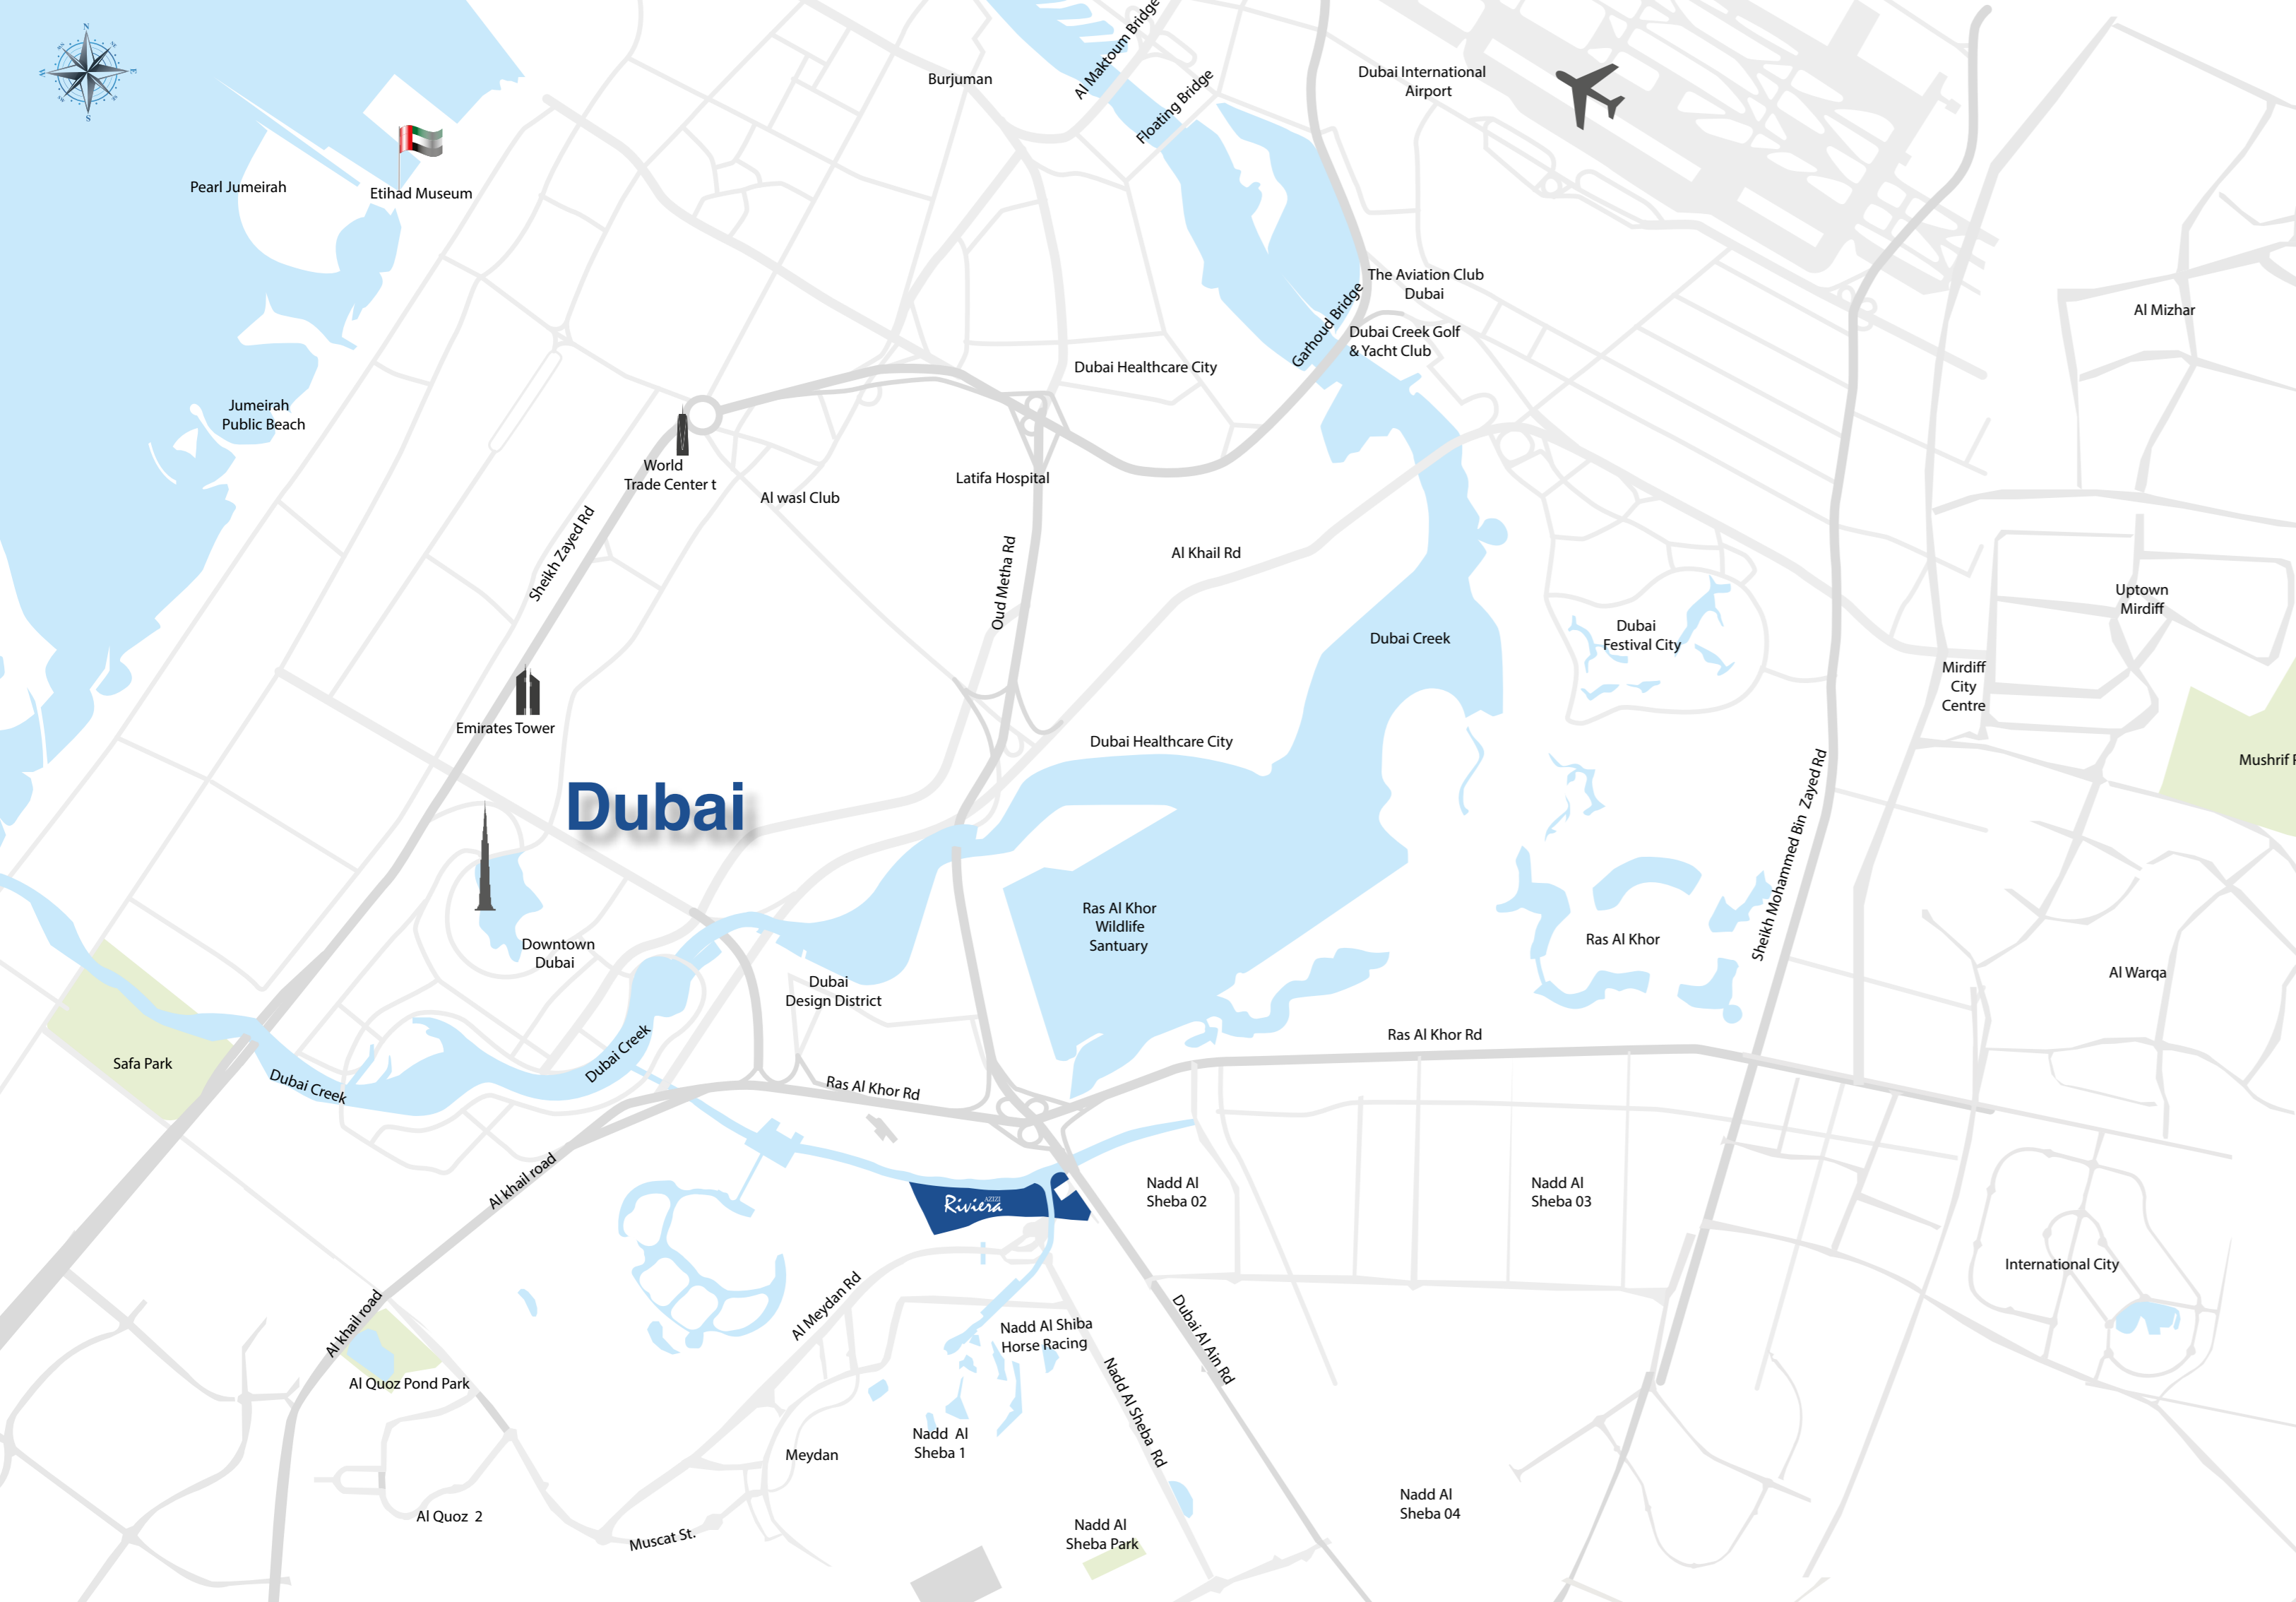 N
E
S
W
Al Maktoum Bridge
Burjuman
Floating Bridge
Dubai International
Airport
Pearl Jumeirah
Etihad Museum
The Aviation Club
Dubai
Garhoud Bridge
Dubai Creek Golf
& Yacht Club
Al Mizhar
Dubai Healthcare City
Jumeirah
Public Beach
World
Trade Center t
Al wasl Club
Latifa Hospital
Sheikh Zayed Rd
Oud Metha Rd
Al Khail Rd
Uptown
Mirdiff
Dubai Creek
Dubai
Festival City
Mirdiff
City
Centre
Emirates Tower
Dubai Healthcare City
Mushrif
Dubai
Sheikh Mohammed Bin Zayed Rd
Ras Al Khor
Wildlife
Santuary
Ras Al Khor
Downtown
Dubai
Al Warqa
Dubai
Design District
Ras Al Khor Rd
Safa Park
Dubai Creek
Dubai Creek
Ras Al Khor Rd
Al khail road
AZIZI
Riviera
Nadd Al
Sheba 02
Nadd Al
Sheba 03
International City
Al khail road
Al Meydan Rd
Nadd Al Shiba
Horse Racing
Dubai Al Ain Rd
Al Quoz Pond Park
Nadd Al Sheba Rd
Nadd Al
Sheba 1
Meydan
Nadd Al
Sheba 04
Al Quoz 2
Muscat St.
Nadd Al
Sheba Park